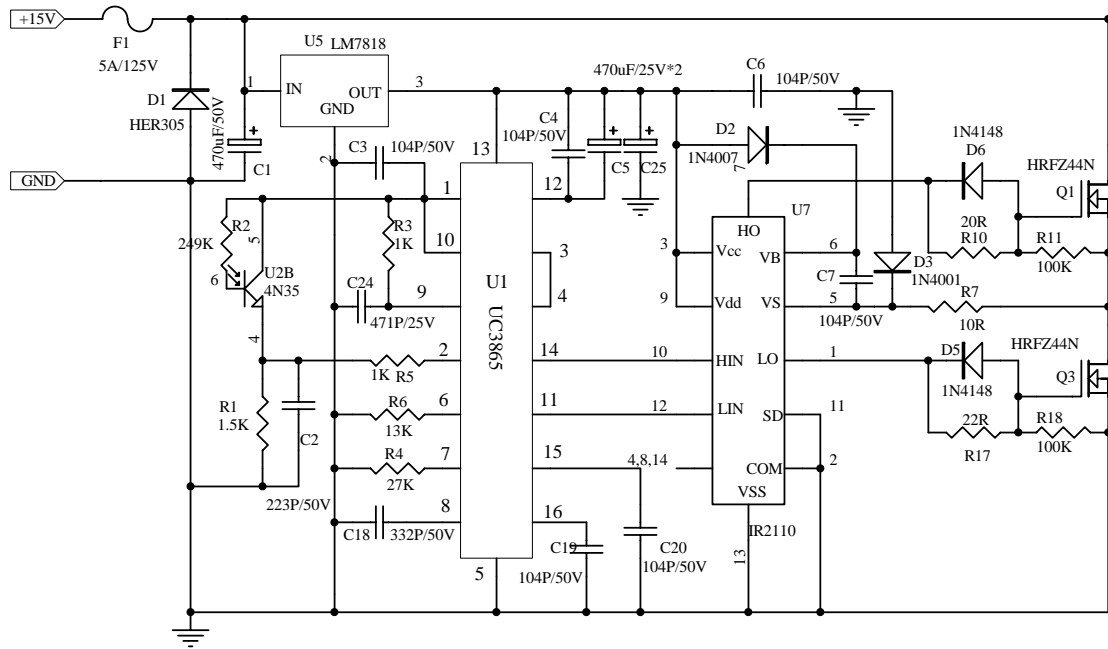 +15V
F1
5A/125V
U5 LM7818
1
IN
OUT
3
GND
2
D1
HER305
470uF/50V
C1
GND
C3
104P/50V
470uF/25V*2
C4
104P/50V
C5
C25
C6
104P/50V
D2
1N4007
7
1N4148
D6
HRFZ44N
Q1
20R
R10
R11
100K
U7
HO
3
Vcc
VB
6
9
Vdd
VS
5
C7
104P/50V
D3
1N4001
R7
10R
10
HIN
LO
1
12
LIN
SD
11
4,8,14
COM
2
VSS
IR2110
13
D5
1N4148
HRFZ44N
Q3
22R
R17
R18
100K
13
1
12
10
3
9
4
2
14
6
11
7
15
8
16
5
U1
UC3865
R2
249K
5
6
U2B
4N35
4
R3
1K
C24
471P/25V
1K
R5
R6
13K
R4
27K
R1
1.5K
C2
223P/50V
C18
332P/50V
C19
104P/50V
C20
104P/50V